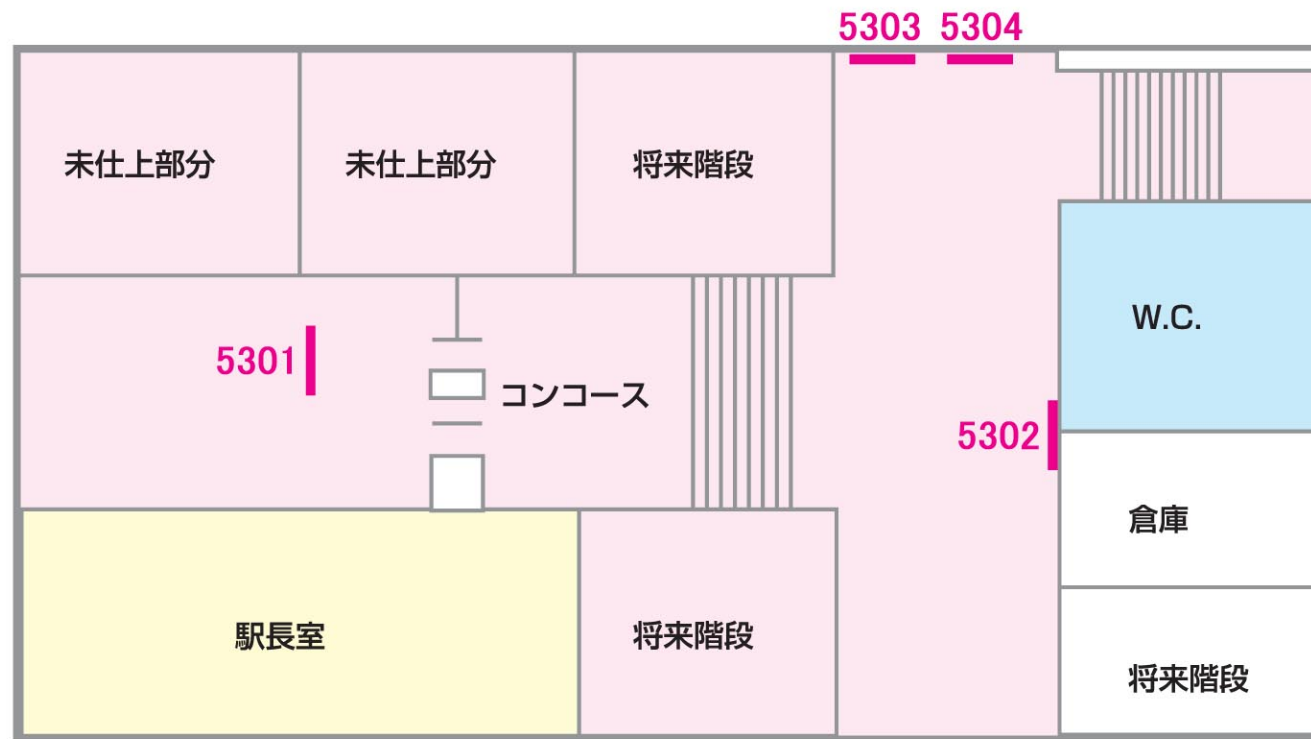 5303 5304
未仕上部分 未仕上部分 将来階段
W.C.
5301
コンコース
5302
倉庫
駅長室 将来階段
将来階段